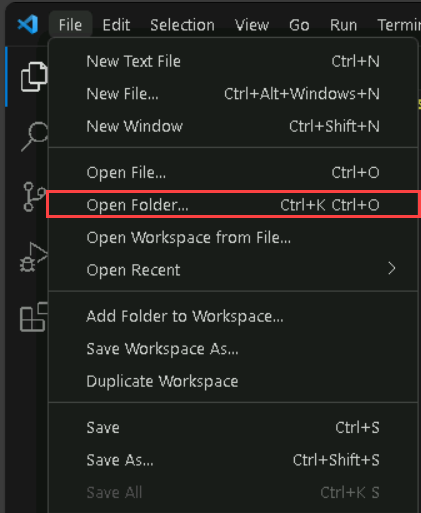 File Edit Selection View Go Run
New Text File Ctrl+N
New File... Ctrl+Alt+Windows+N
New Window Ctrl+Shift+N
Open File... Ctrl+O
Open Folder... Ctrl+K Ctrl+O
Open Workspace from File...
Open Recent
Add Folder to Workspace...
Save Workspace As...
Duplicate Workspace
Save Ctrl+S
Save As... Ctrl+Shift+S
Save All Ctrl+K S